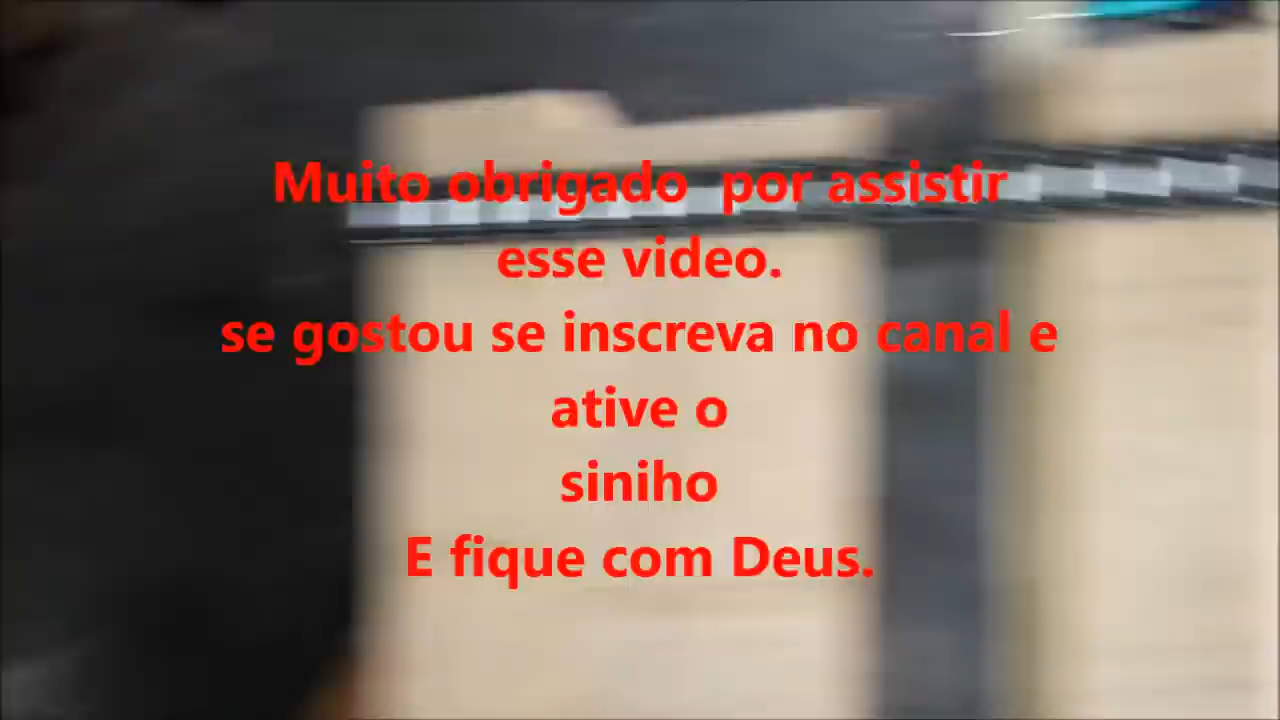 Muito obrigado  por assistir
esse video.
se gostou se inscreva no canal e
ative o
siniho
E fique com Deus.